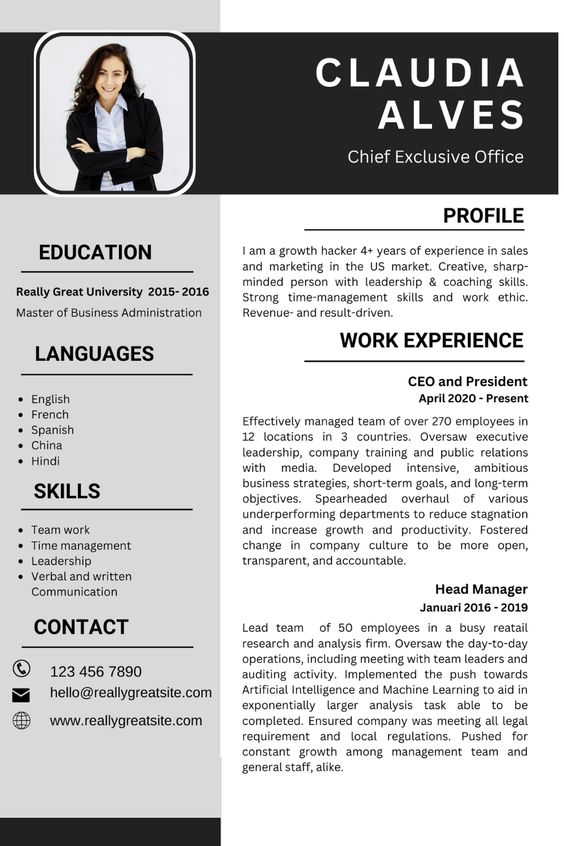 CLAUDIA
ALVES
Chief Exclusive Office
EDUCATION
Really Great University 2015- 2016
Master of Business Administration
LANGUAGES
• English
• French
• Spanish
• China
• Hindi
SKILLS
• Team work
• Time management
• Leadership
• Verbal and written
Communication
CONTACT
123 456 7890
hello@reallygreatsite.com
www.reallygreatsite.com
PROFILE
I am a growth hacker 4+ years of experience in sales
and marketing in the US market. Creative, sharp-
minded person with leadership & coaching skills.
Strong time-management skills and work ethic.
Revenue- and result-driven.
WORK EXPERIENCE
CEO and President
April 2020 - Present
Effectively managed team of over 270 employees in
12 locations in 3 countries. Oversaw executive
leadership, company training and public relations
with media. Developed intensive, ambitious
business strategies, short-term goals, and long-term
objectives. Spearheaded overhaul of various
underperforming departments to reduce stagnation
and increase growth and productivity. Fostered
change in company culture to be more open,
transparent, and accountable.
Head Manager
Januari 2016 - 2019
Lead team of 50 employees in a busy reatail
research and analysis firm. Oversaw the day-to-day
operations, including meeting with team leaders and
auditing activity. Implemented the push towards
Artificial Intelligence and Machine Learning to aid in
exponentially larger analysis task able to be
completed. Ensured company was meeting all legal
requirement and local regulations. Pushed for
constant growth among management team and
general staff, alike.